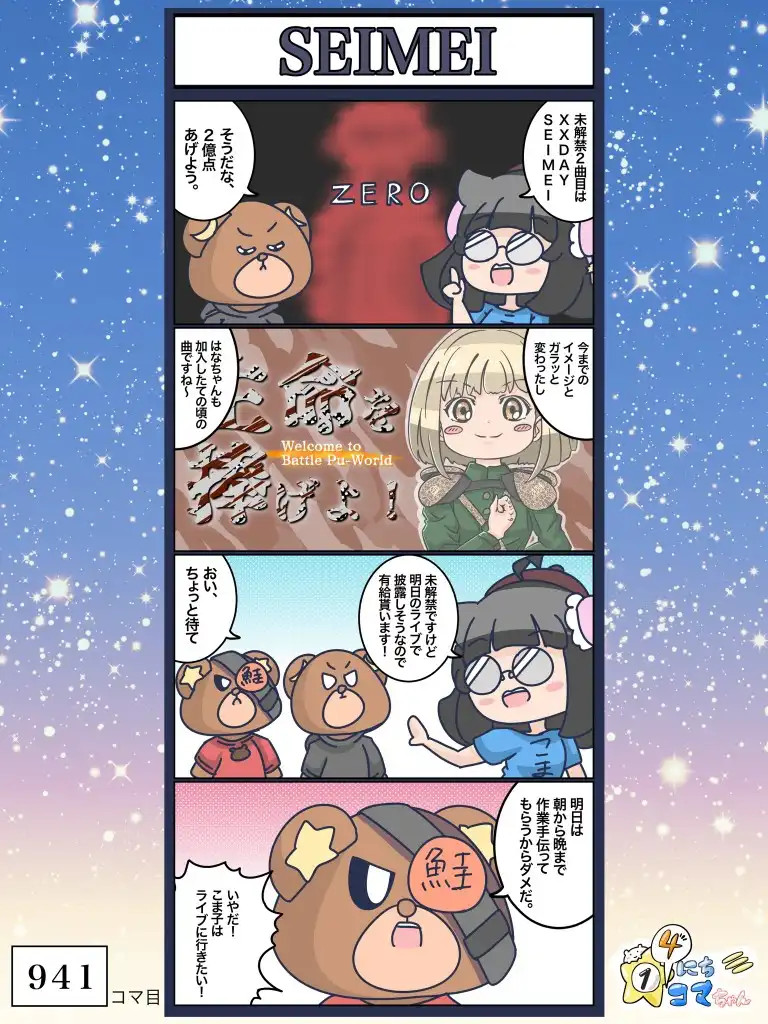 SEIMEI
未解禁2曲目は
XXDAY
SEIMEI
そうだな、
2億点
あげよう。
ZERO
今までの
イメージと
ガラッと
変わったし
はなちゃんも
加入したての頃の
曲ですね〜
命を
捧げよ!
Welcome to
Battle Pu-World
未解禁ですけど
明日のライブで
披露しそうなので
有給貰います!
おい、
ちょっと待て
鮭
こま
明日は
朝から晩まで
作業手伝って
もらうからダメだ。
鮭
いやだ!
こま子は
ライブに行きたい!
941
コマ目
1
にち
4
コマ
ちゃん